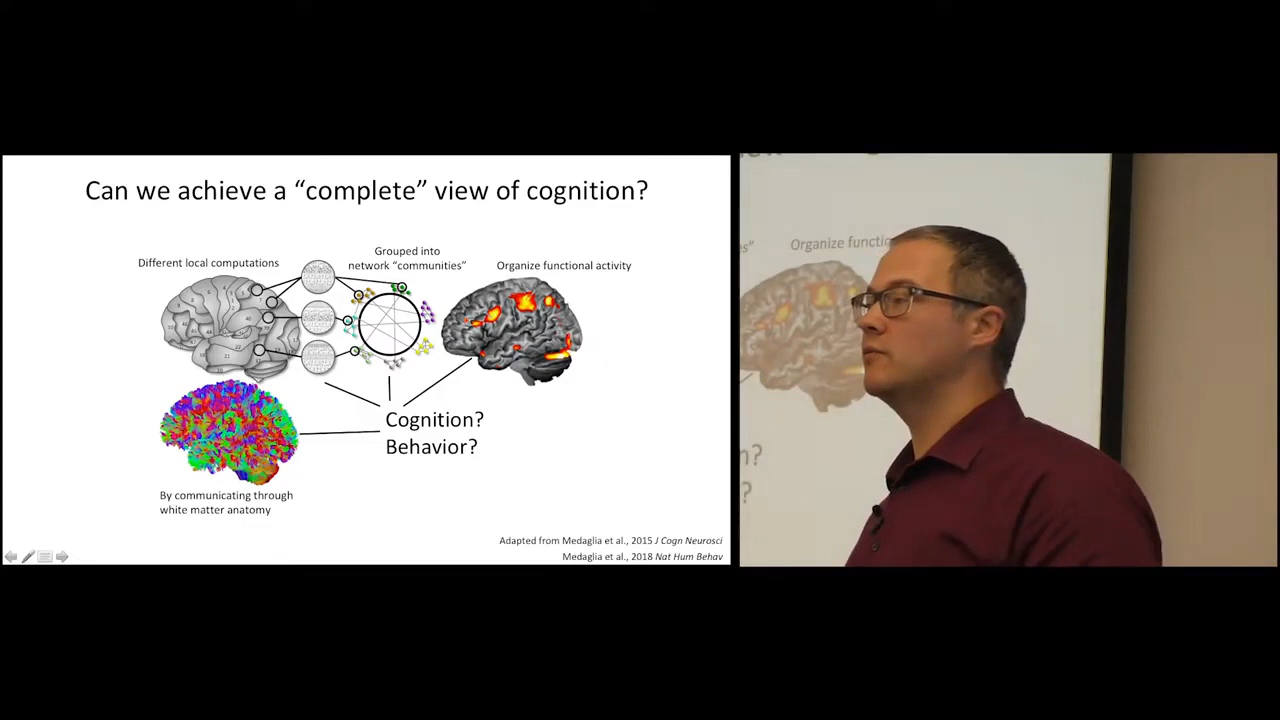 Can we achieve a “complete” view of cognition?
Different local computations
Grouped into
network “communities”
Organize functional activity
Cognition?
Behavior?
By communicating through
white matter anatomy
Adapted from Medaglia et al., 2015 J Cogn Neurosci
Medaglia et al., 2018 Nat Hum Behav
Organize